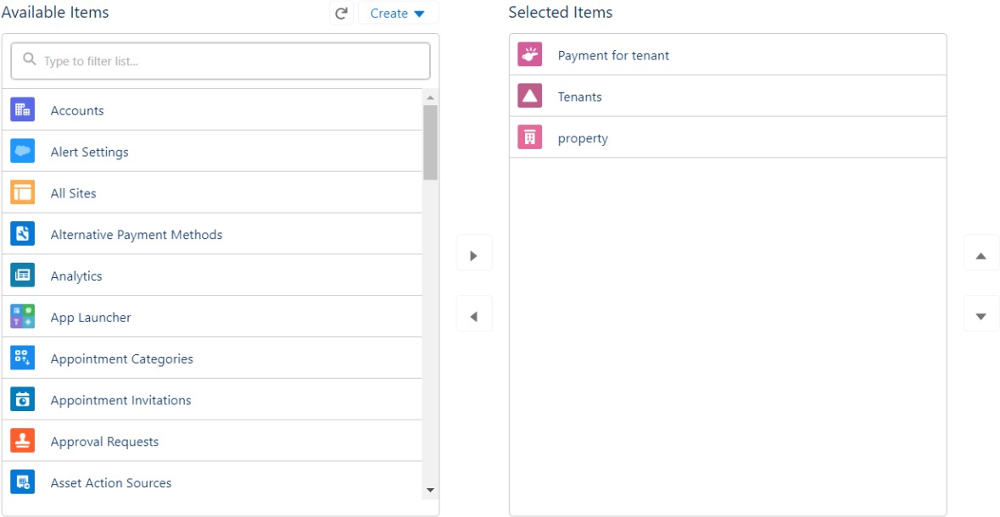 Available Items
Create
Type to filter list...
Accounts
Alert Settings
All Sites
Alternative Payment Methods
Analytics
App Launcher
Appointment Categories
Appointment Invitations
Approval Requests
Asset Action Sources
Selected Items
Payment for tenant
Tenants
property